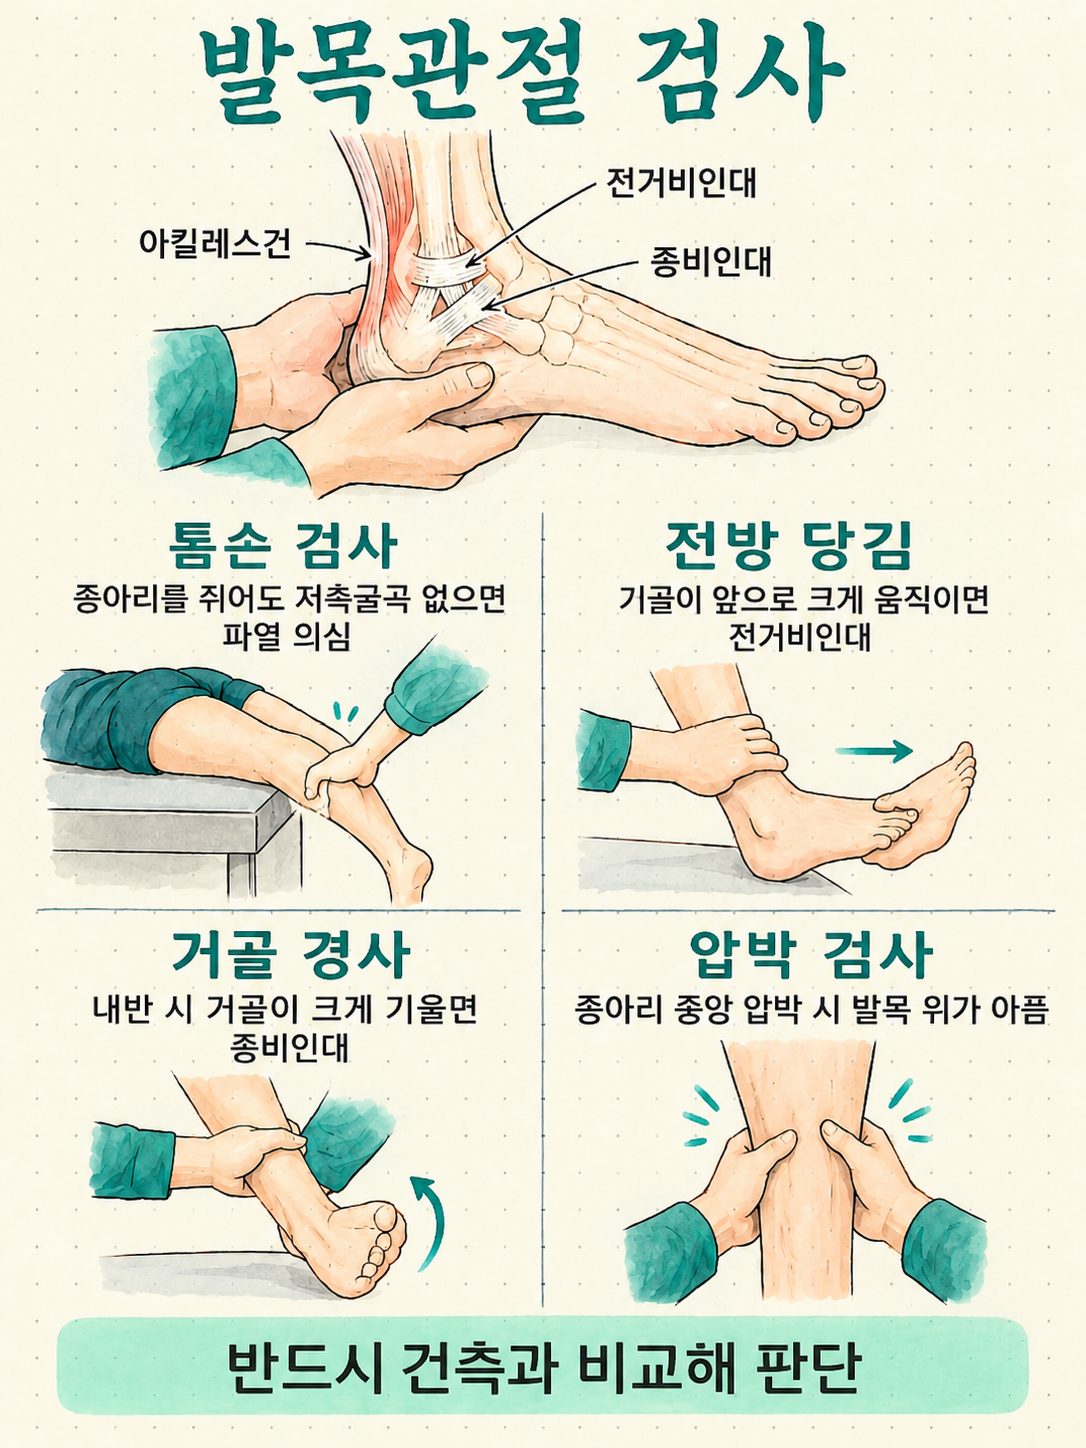 발목관절 검사
전거비인대
아킬레스건
종비인대
톰손 검사
종아리를 쥐어도 저측굴곡 없으면
파열 의심
전방 당김
거골이 앞으로 크게 움직이면
전거비인대
거골 경사
내반 시 거골이 크게 기울면
종비인대
압박 검사
종아리 중앙 압박 시 발목 위가 아픔
반드시 건측과 비교해 판단